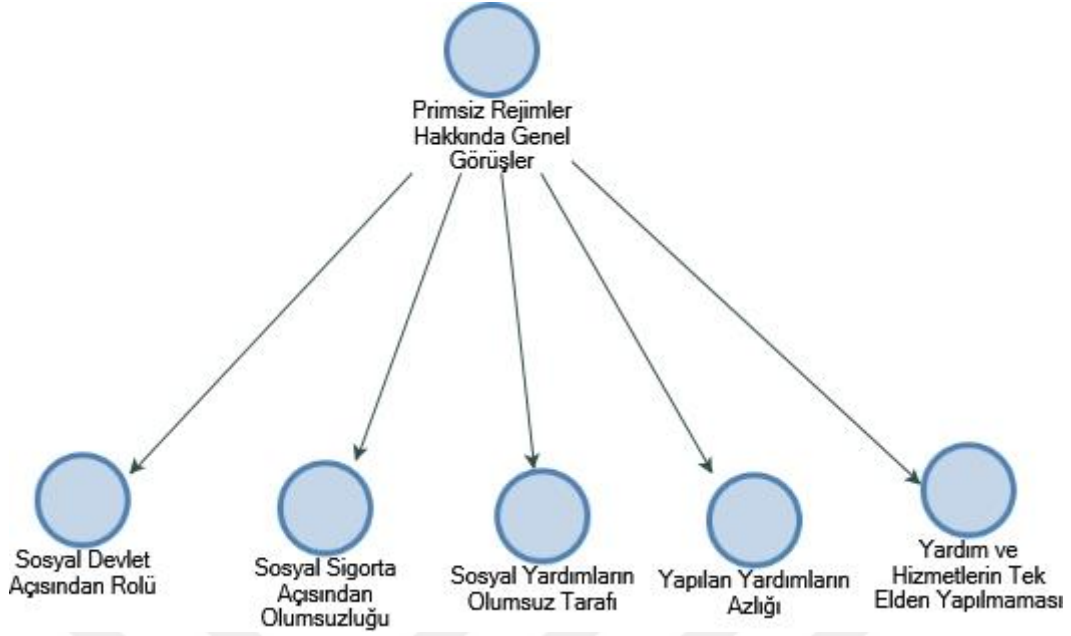 Primsiz Rejimler
Hakkında Genel
Görüşler
Sosyal Devlet
Açısından Rolü
Sosyal Sigorta
Açısından
Olumsuzluğu
Sosyal Yardımların
Olumsuz Tarafı
Yapılan Yardımların
Azlığı
Yardım ve
Hizmetlerin Tek
Elden Yapılmaması